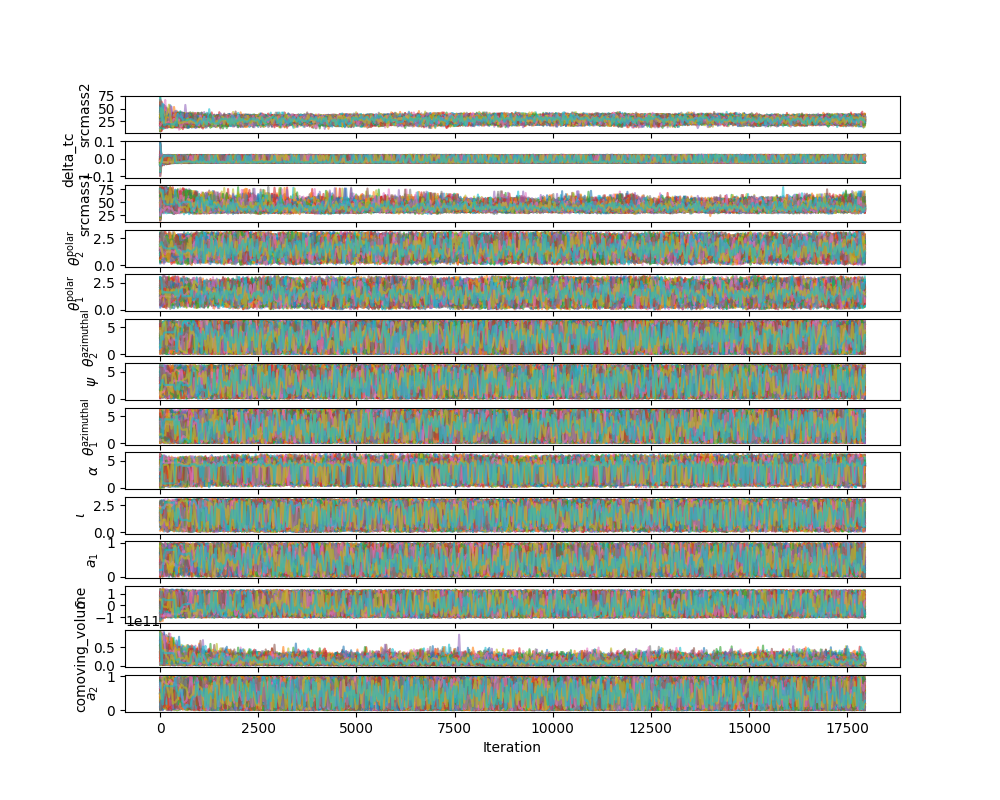 srcmass2
75
50
25
delta_tc
0.1
0.0
−0.1
srcmass1
75
50
25
θ₂^polar
2.5
0.0
θ₁^polar
2.5
0.0
θ₂^azimuthal
5
0
ψ
5
0
θ₁^azimuthal
5
0
α
5
0
ι
2.5
0.0
a₁
1
0
1
0
−1
comoving_volume
1e11
0.5
0.0
a₂
1
0
0 2500 5000 7500 10000 12500 15000 17500
Iteration